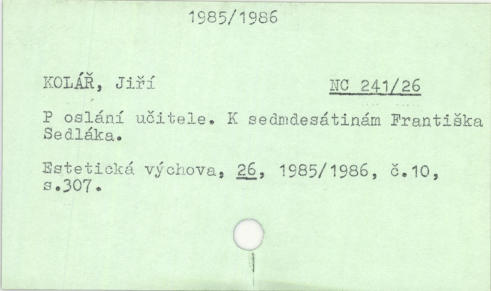 1985/1986
KOLÁŘ, Jiří NC 241/26
P oslání učitele. K sedmdesátinám Františka
Sedláka.
Estetická výchova, 26, 1985/1986, č.10,
s.307.